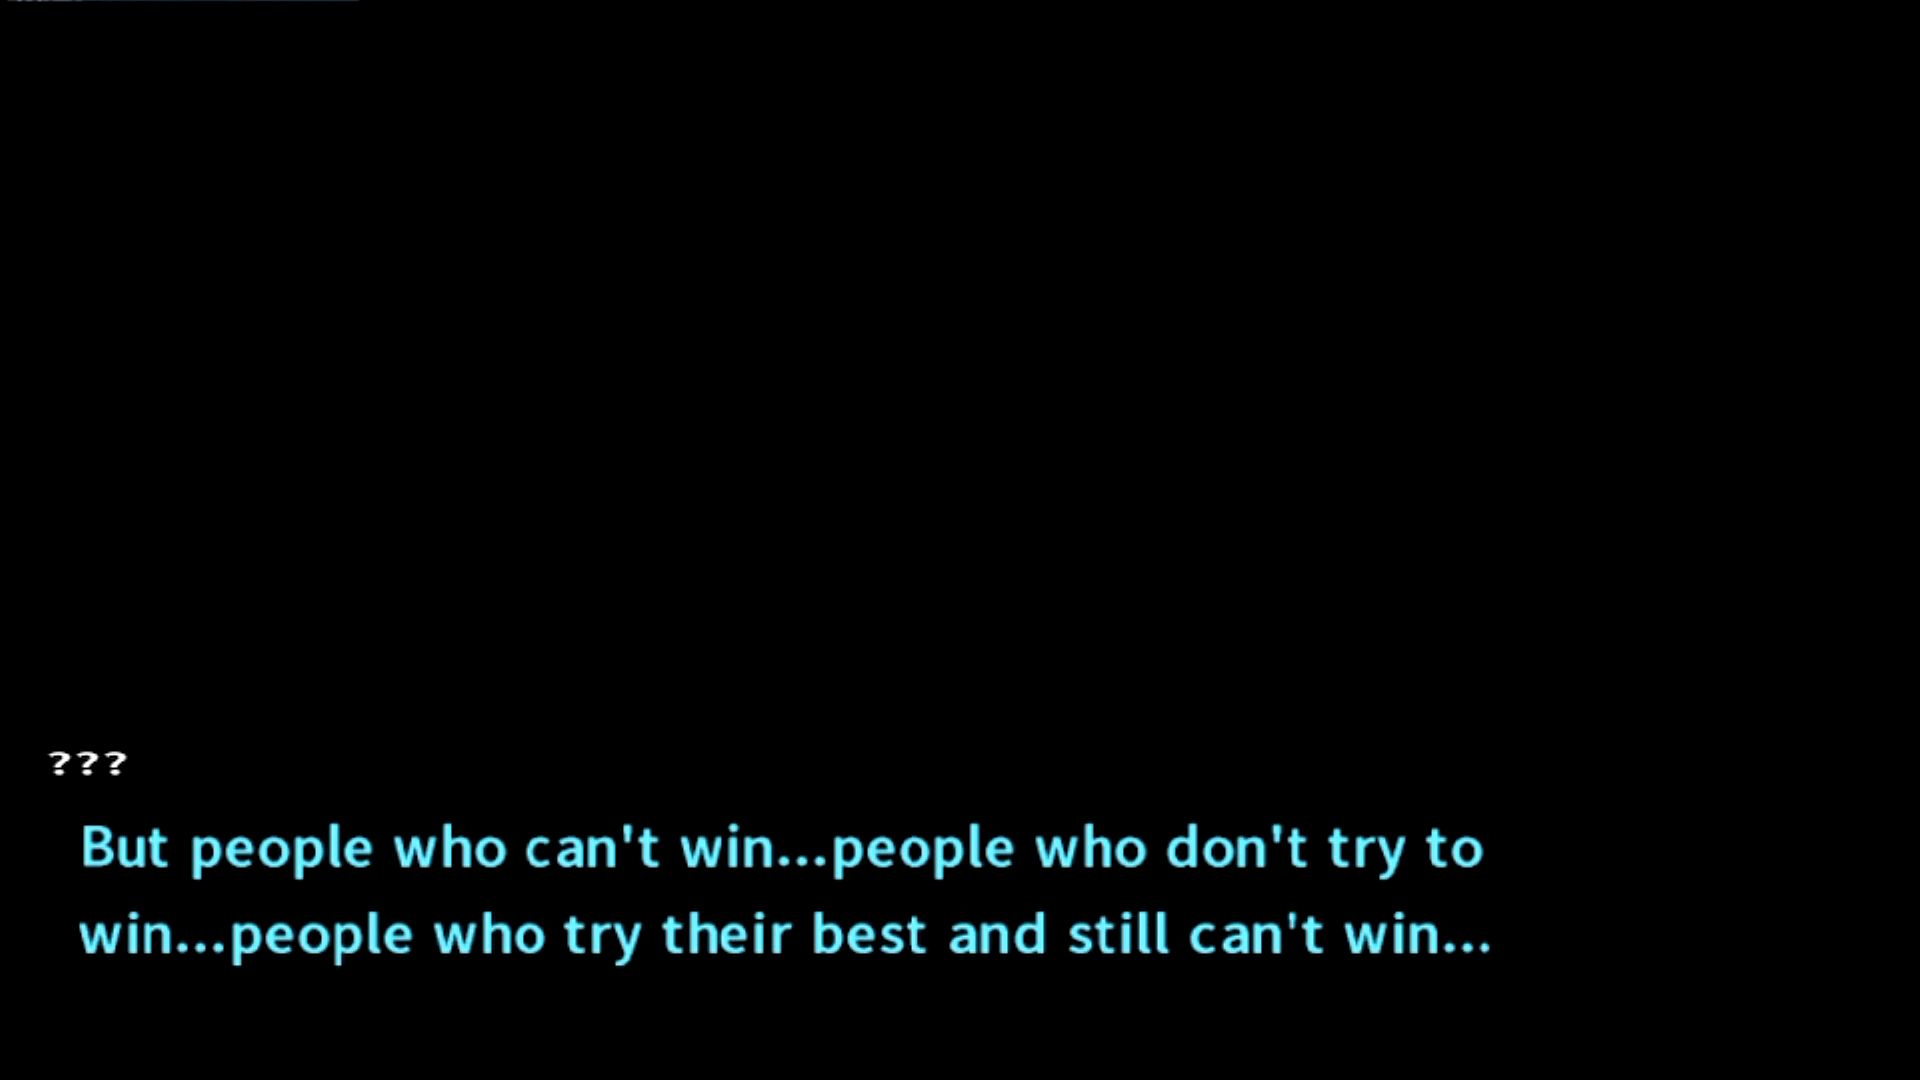 ???
But people who can't win...people who don't try to
win...people who try their best and still can't win...